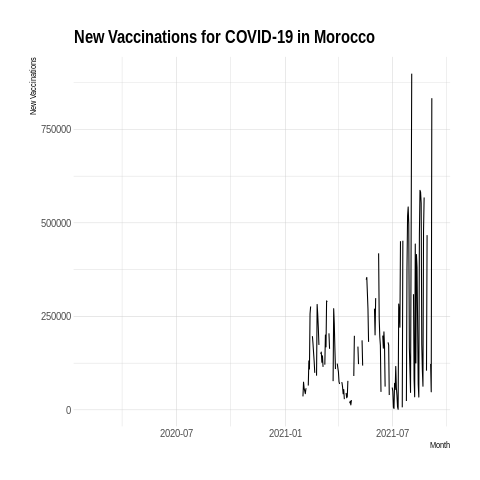 New Vaccinations for COVID-19 in Morocco
New Vaccinations
750000
500000
250000
0
2020-07
2021-01
2021-07
Month